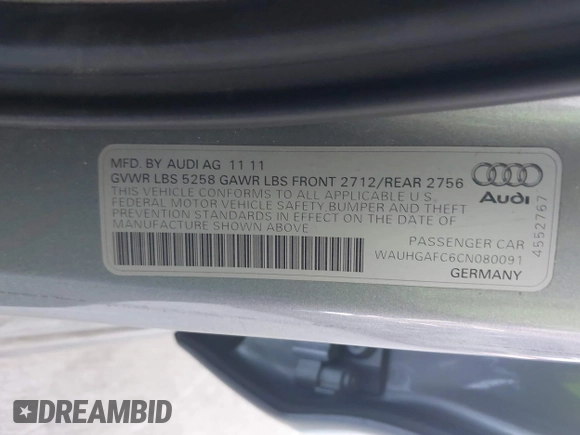 MFD. BY AUDI AG 11 11
GVWR LBS 5258 GAWR LBS FRONT 2712/REAR 2756
THIS VEHICLE CONFORMS TO ALL APPLICABLE U.S.
FEDERAL MOTOR VEHICLE SAFETY BUMPER AND THEFT
PREVENTION STANDARDS IN EFFECT ON THE DATE OF
MANUFACTURE SHOWN ABOVE
Audi
4552767
PASSENGER CAR
WAUHGAFC6CN080091
GERMANY
DREAMBID